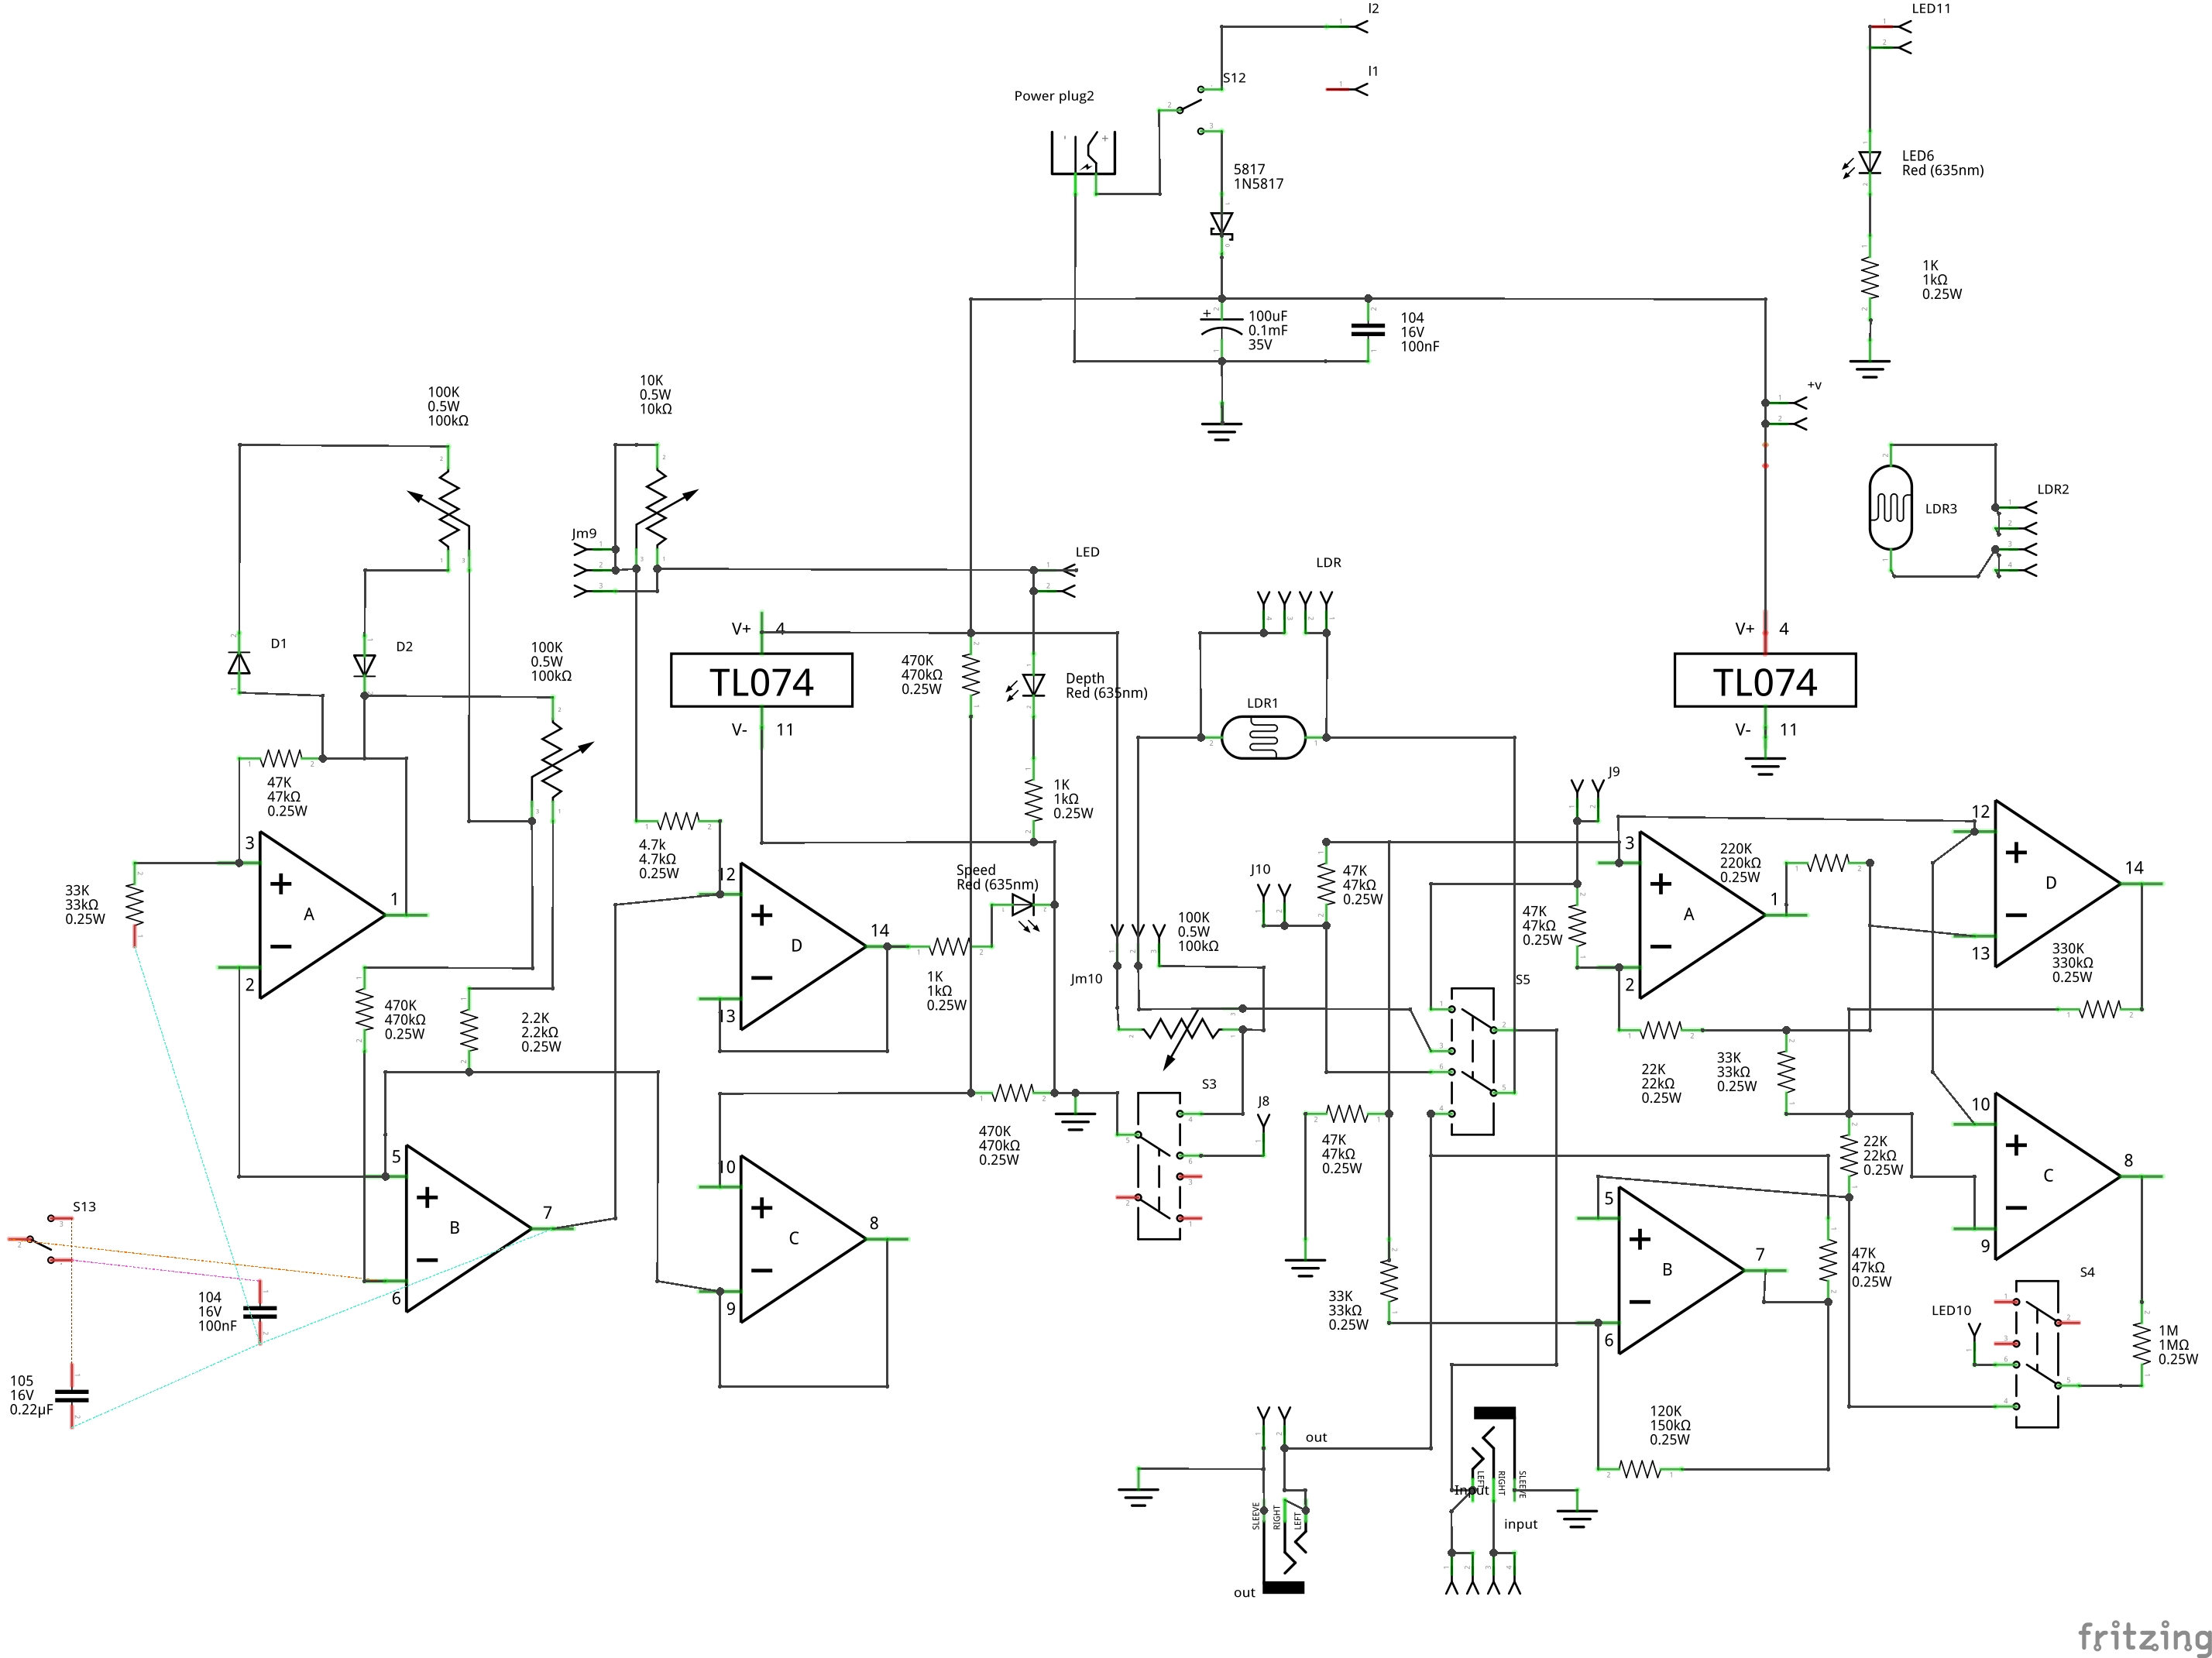 I2
LED11
I1
S12
Power plug2
+
-
2
3
5817
1N5817
LED6
Red (635nm)
1K
1kΩ
0.25W
100uF
0.1mF
35V
104
16V
100nF
+v
100K
0.5W
100kΩ
10K
0.5W
10kΩ
LDR3
LDR2
Jm9
LED
LDR
D1
D2
100K
0.5W
100kΩ
V+
4
TL074
V-
11
470K
470kΩ
0.25W
Depth
Red (635nm)
LDR1
V+
4
TL074
V-
11
47K
47kΩ
0.25W
1K
1kΩ
0.25W
J9
4.7k
4.7kΩ
0.25W
33K
33kΩ
0.25W
3
A
1
2
12
D
14
13
Speed
Red (635nm)
1K
1kΩ
0.25W
J10
47K
47kΩ
0.25W
100K
0.5W
100kΩ
Jm10
47K
47kΩ
0.25W
3
A
1
2
220K
220kΩ
0.25W
12
D
14
13
330K
330kΩ
0.25W
470K
470kΩ
0.25W
2.2K
2.2kΩ
0.25W
S5
22K
22kΩ
0.25W
33K
33kΩ
0.25W
S3
J8
470K
470kΩ
0.25W
47K
47kΩ
0.25W
22K
22kΩ
0.25W
10
C
8
9
5
B
7
6
10
C
8
9
S13
104
16V
100nF
105
16V
0.22µF
33K
33kΩ
0.25W
5
B
7
6
47K
47kΩ
0.25W
S4
LED10
1M
1MΩ
0.25W
120K
150kΩ
0.25W
out
SLEEVE
RIGHT
LEFT
out
LEFT
RIGHT
SLEEVE
Input
input
fritzing